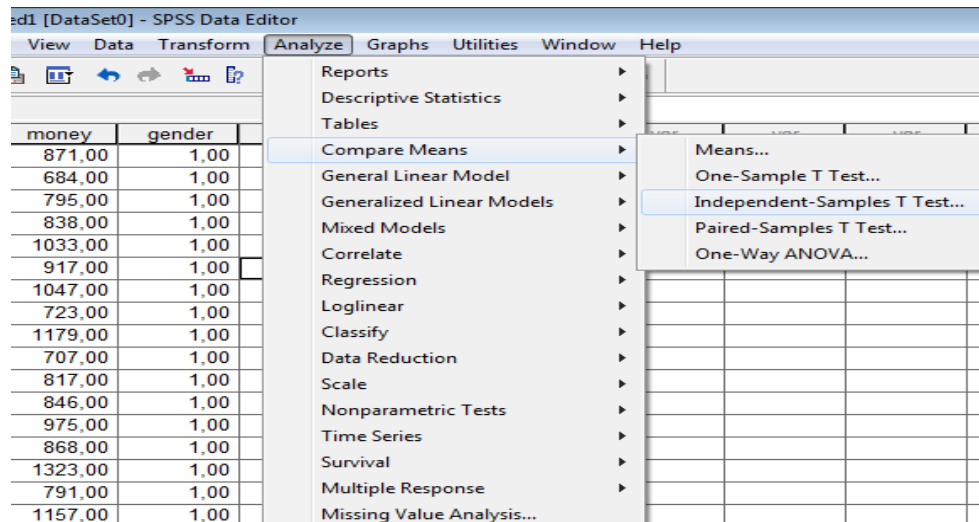 ed1 [DataSet0] - SPSS Data Editor
View Data Transform Analyze Graphs Utilities Window Help
Reports
Descriptive Statistics
Tables
Compare Means
General Linear Model
Generalized Linear Models
Mixed Models
Correlate
Regression
Loglinear
Classify
Data Reduction
Scale
Nonparametric Tests
Time Series
Survival
Multiple Response
Missing Value Analysis...
Means...
One-Sample T Test...
Independent-Samples T Test...
Paired-Samples T Test...
One-Way ANOVA...
money gender
871,00 1,00
684,00 1,00
795,00 1,00
838,00 1,00
1033,00 1,00
917,00 1,00
1047,00 1,00
723,00 1,00
1179,00 1,00
707,00 1,00
817,00 1,00
846,00 1,00
975,00 1,00
868,00 1,00
1323,00 1,00
791,00 1,00
1157,00 1,00